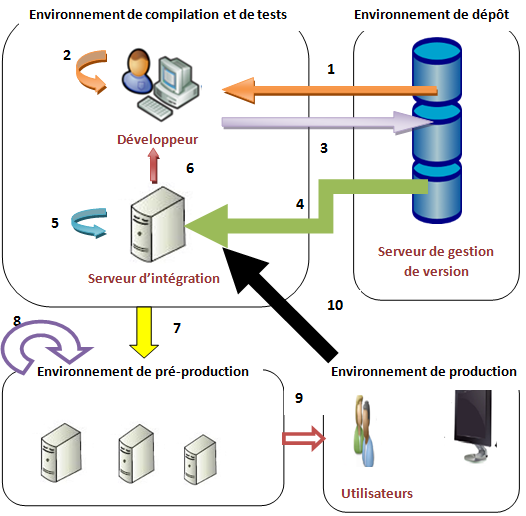 Environnement de compilation et de tests
Environnement de dépôt
2
1
Développeur
3
6
4
5
Serveur d'intégration
Serveur de gestion
de version
10
8
7
Environnement de pré-production
Environnement de production
9
Utilisateurs